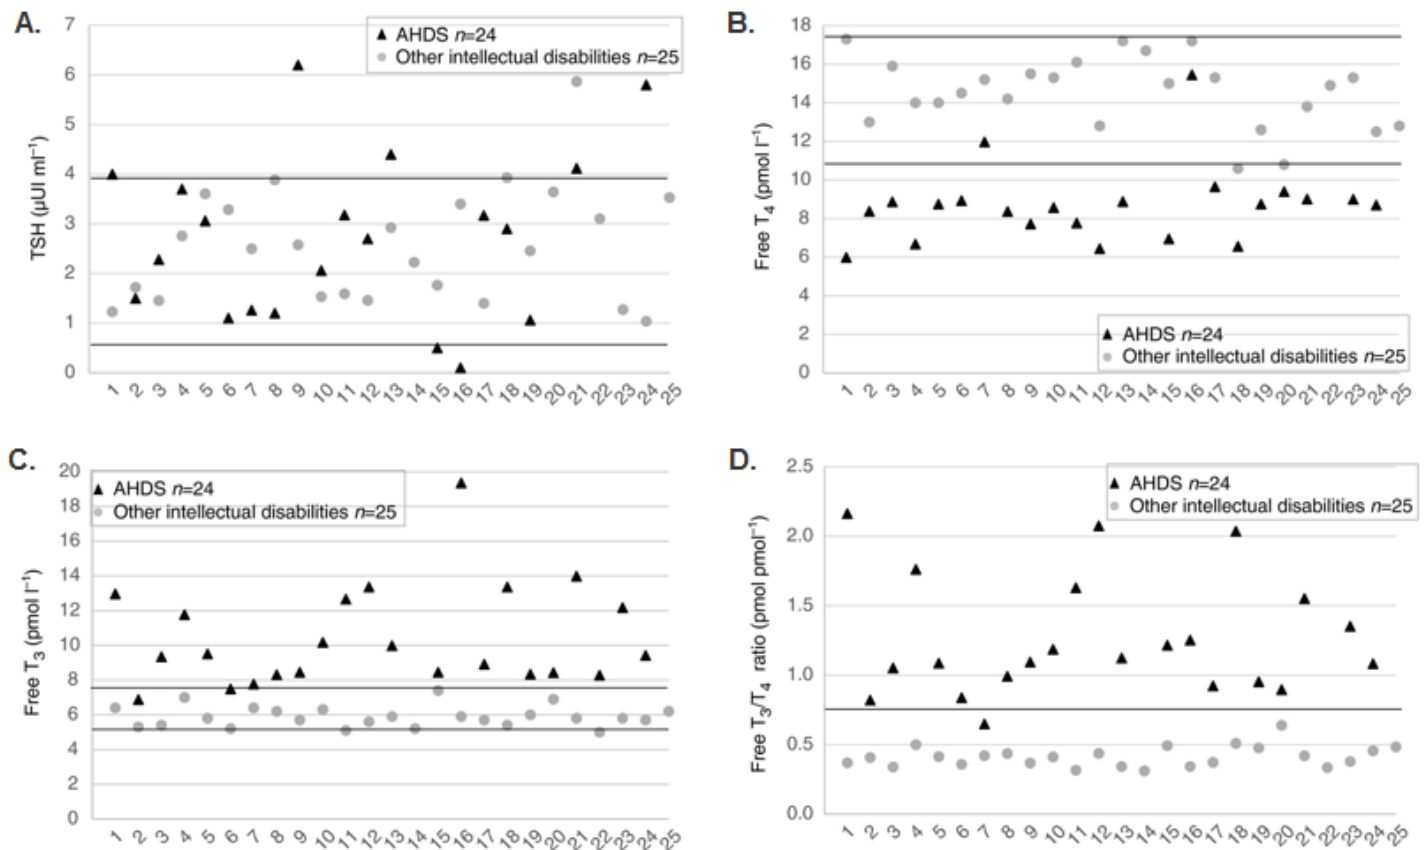 A.
TSH (µUI ml⁻¹)
7
6
5
4
3
2
1
0
AHDS n=24
Other intellectual disabilities n=25
1 2 3 4 5 6 7 8 9 10 11 12 13 14 15 16 17 18 19 20 21 22 23 24 25
B.
Free T₄ (pmol l⁻¹)
18
16
14
12
10
8
6
4
2
0
AHDS n=24
Other intellectual disabilities n=25
1 2 3 4 5 6 7 8 9 10 11 12 13 14 15 16 17 18 19 20 21 22 23 24 25
C.
Free T₃ (pmol l⁻¹)
20
18
16
14
12
10
8
6
4
2
0
AHDS n=24
Other intellectual disabilities n=25
1 2 3 4 5 6 7 8 9 10 11 12 13 14 15 16 17 18 19 20 21 22 23 24 25
D.
Free T₃/T₄ ratio (pmol pmol⁻¹)
2.5
2.0
1.5
1.0
0.5
0.0
AHDS n=24
Other intellectual disabilities n=25
1 2 3 4 5 6 7 8 9 10 11 12 13 14 15 16 17 18 19 20 21 22 23 24 25